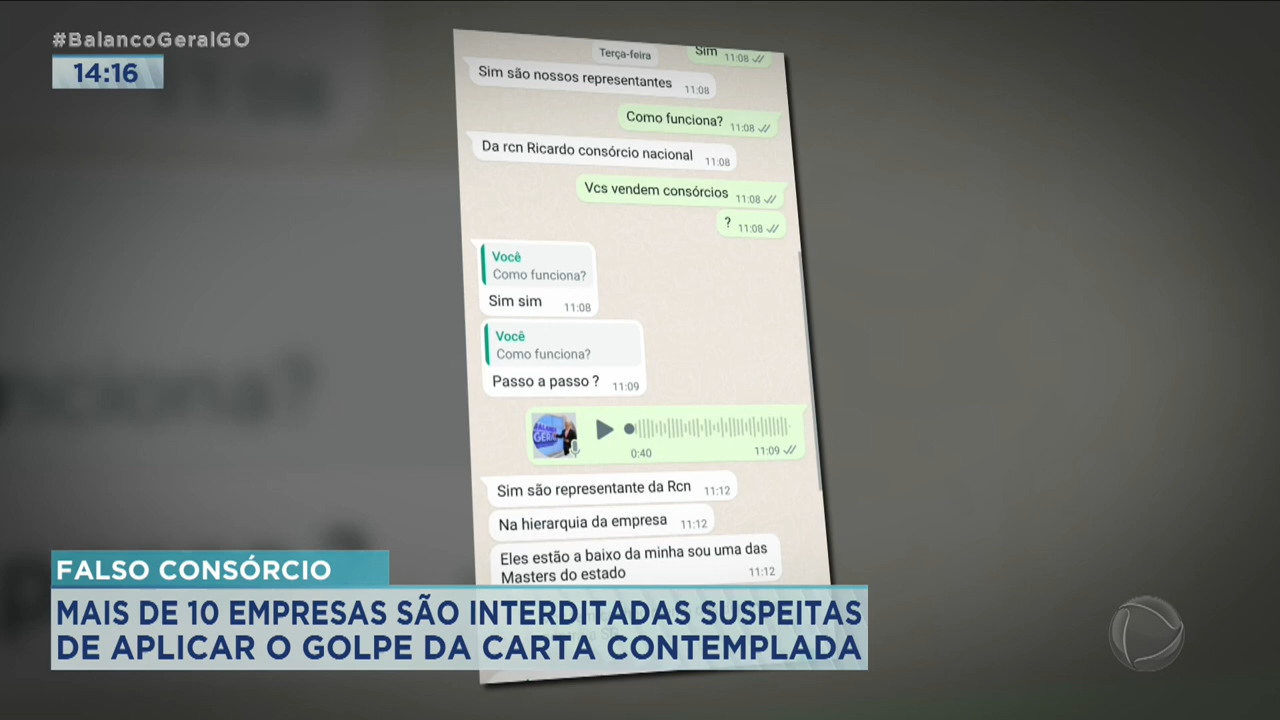 #BalancoGeralGO
14:16
Terça-feira
Sim 11:08
Sim são nossos representantes 11:08
Como funciona? 11:08
Da rcn Ricardo consórcio nacional 11:08
Vcs vendem consórcios 11:08
? 11:08
Você
Como funciona?
Sim sim 11:08
Você
Como funciona?
Passo a passo ? 11:09
0:40 11:09
Sim são representante da Rcn 11:12
Na hierarquia da empresa 11:12
Eles estão a baixo da minha sou uma das
Masters do estado 11:12
FALSO CONSÓRCIO
MAIS DE 10 EMPRESAS SÃO INTERDITADAS SUSPEITAS
DE APLICAR O GOLPE DA CARTA CONTEMPLADA